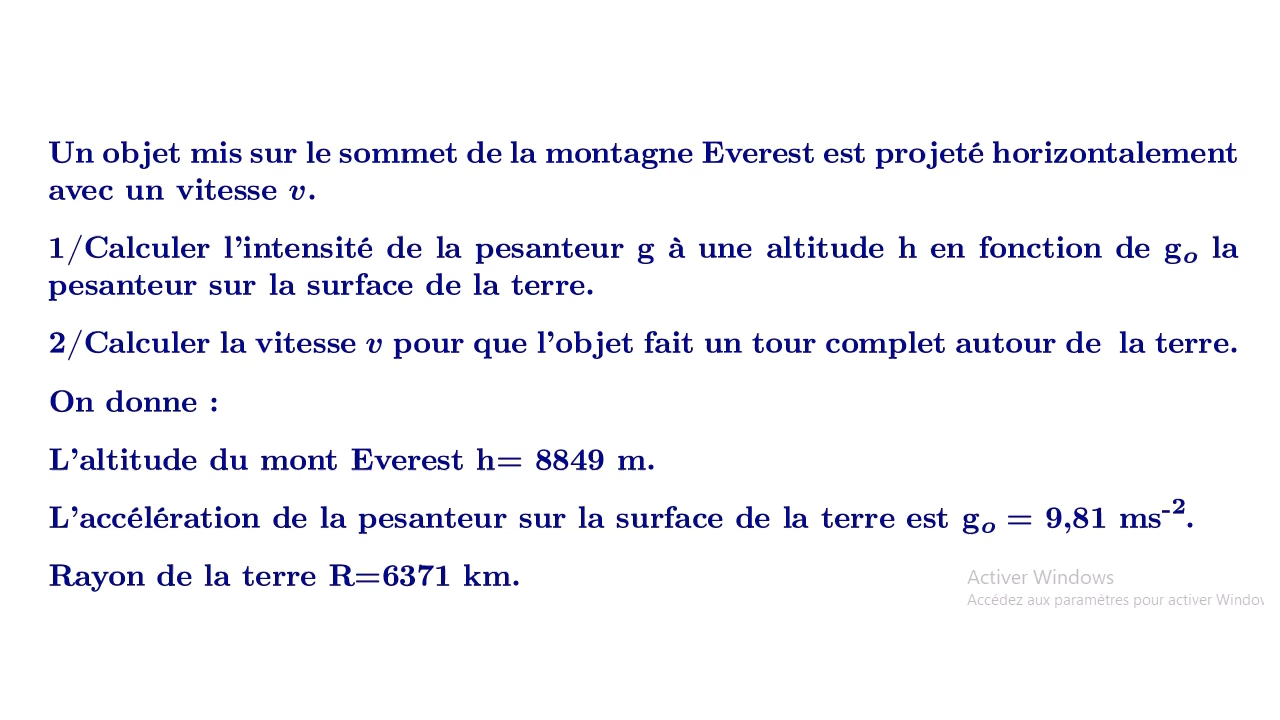 Un objet mis sur le sommet de la montagne Everest est projeté horizontalement
avec un vitesse v.
1/Calculer l'intensité de la pesanteur g à une altitude h en fonction de gₒ la
pesanteur sur la surface de la terre.
2/Calculer la vitesse v pour que l'objet fait un tour complet autour de la terre.
On donne :
L'altitude du mont Everest h= 8849 m.
L'accélération de la pesanteur sur la surface de la terre est gₒ = 9,81 ms⁻².
Rayon de la terre R=6371 km.
Activer Windows
Accédez aux paramètres pour activer Window